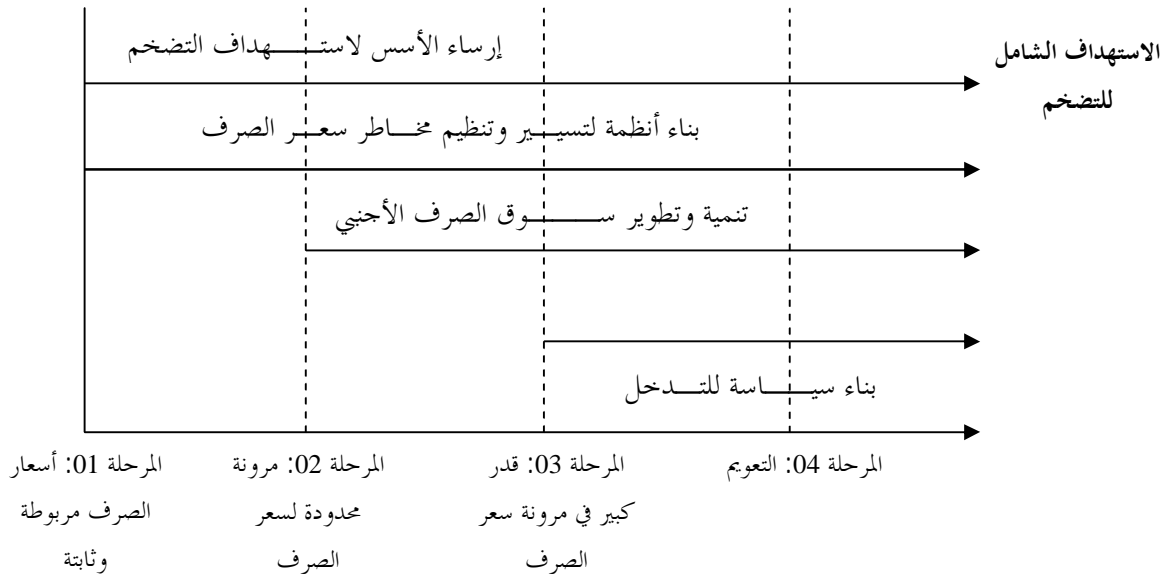 إرساء الأسس لاستهداف التضخم
الاستهداف الشامل
للتضخم
بناء أنظمة لتسيير وتنظيم مخاطر سعر الصرف
تنمية وتطوير سوق الصرف الأجنبي
بناء سياسة للتدخل
المرحلة 01: أسعار
الصرف مربوطة
وثابتة
المرحلة 02: مرونة
محدودة لسعر
الصرف
المرحلة 03: قدر
كبير في مرونة سعر
الصرف
المرحلة 04: التعويم